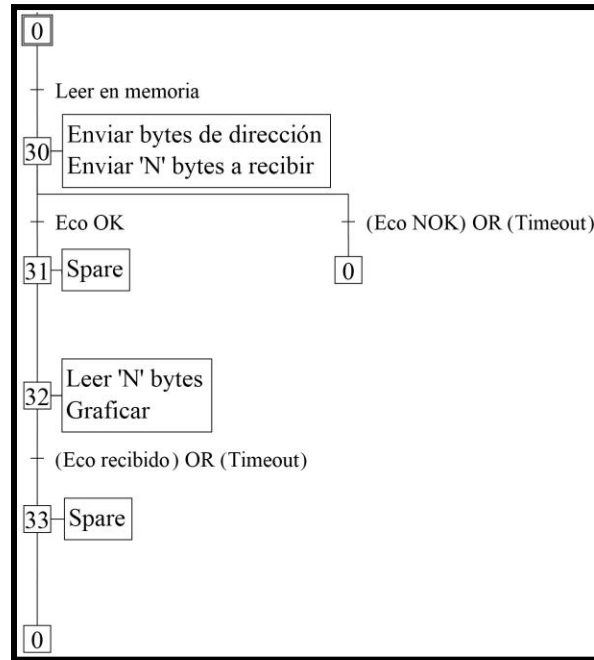 0
Leer en memoria
30
Enviar bytes de dirección
Enviar 'N' bytes a recibir
Eco OK
(Eco NOK) OR (Timeout)
31
Spare
0
32
Leer 'N' bytes
Graficar
(Eco recibido) OR (Timeout)
33
Spare
0